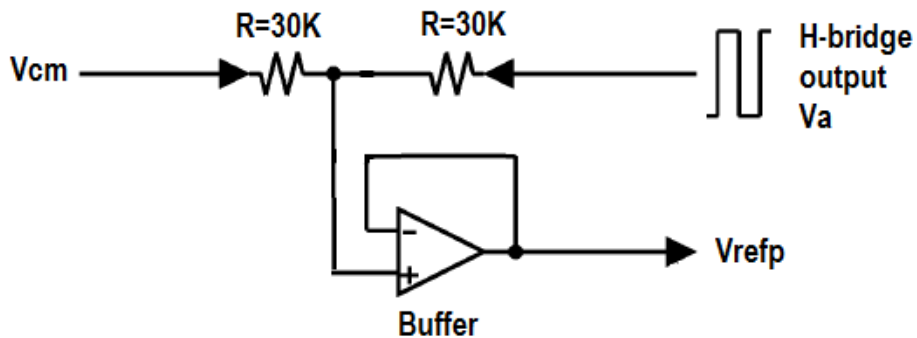 R=30K
R=30K
Vcm
H-bridge
output
Va
-
+
Vrefp
Buffer